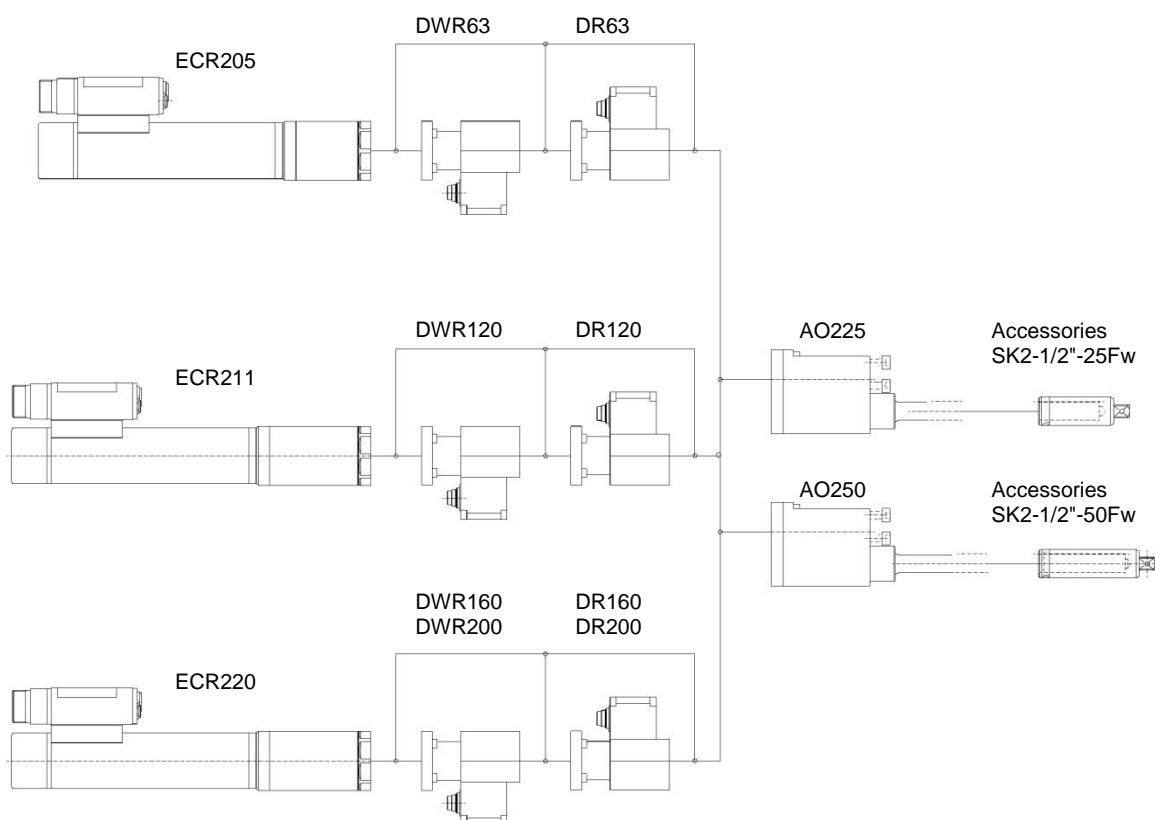 DWR63
DR63
ECR205
DWR120
DR120
ECR211
AO225
Accessories
SK2-1/2"-25Fw
AO250
Accessories
SK2-1/2"-50Fw
DWR160
DWR200
DR160
DR200
ECR220